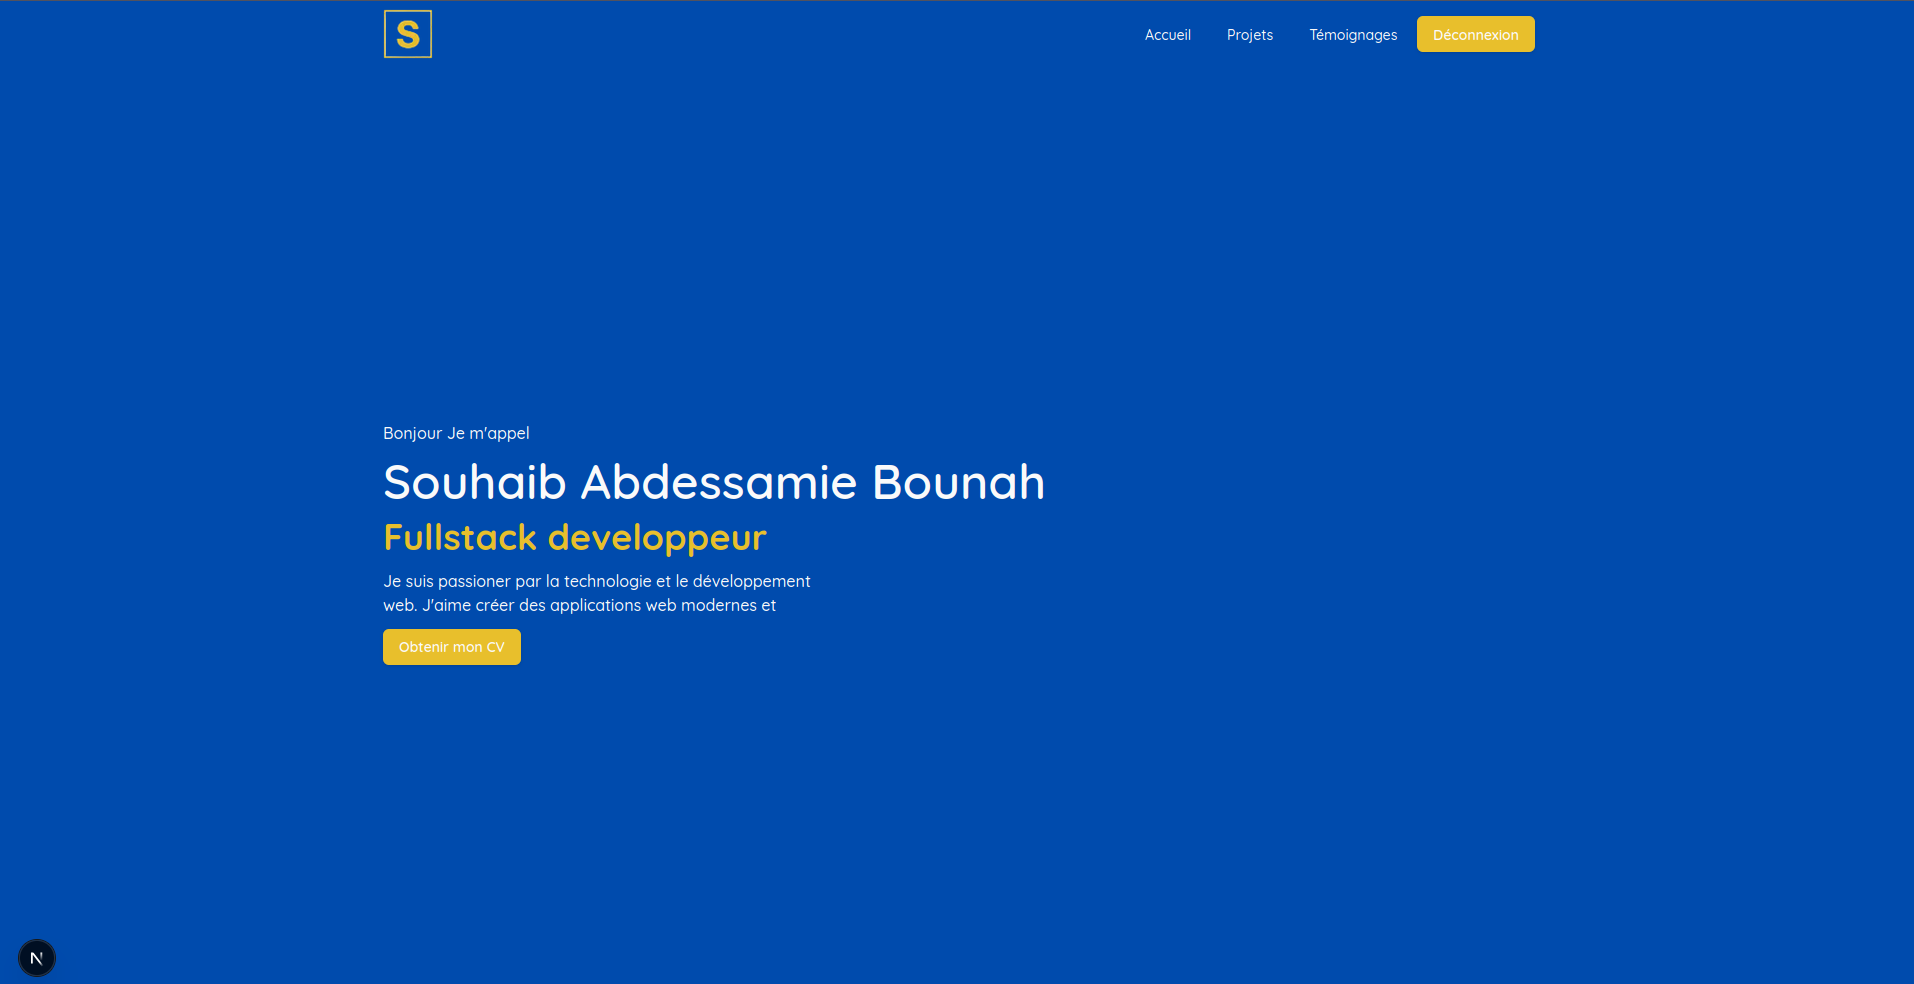 S
Accueil
Projets
Témoignages
Déconnexion
Bonjour Je m'appel
Souhaib Abdessamie Bounah
Fullstack developpeur
Je suis passioner par la technologie et le développement
web. J'aime créer des applications web modernes et
Obtenir mon CV
N